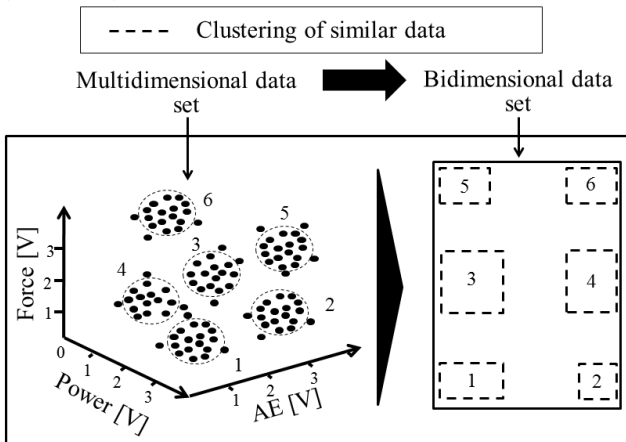 Clustering of similar data
Multidimensional data
set
Bidimensional data
set
6
5
3
4
2
1
Force [V]
3
2
1
0
Power [V]
1
2
3
AE [V]
1
2
3
5
6
3
4
1
2